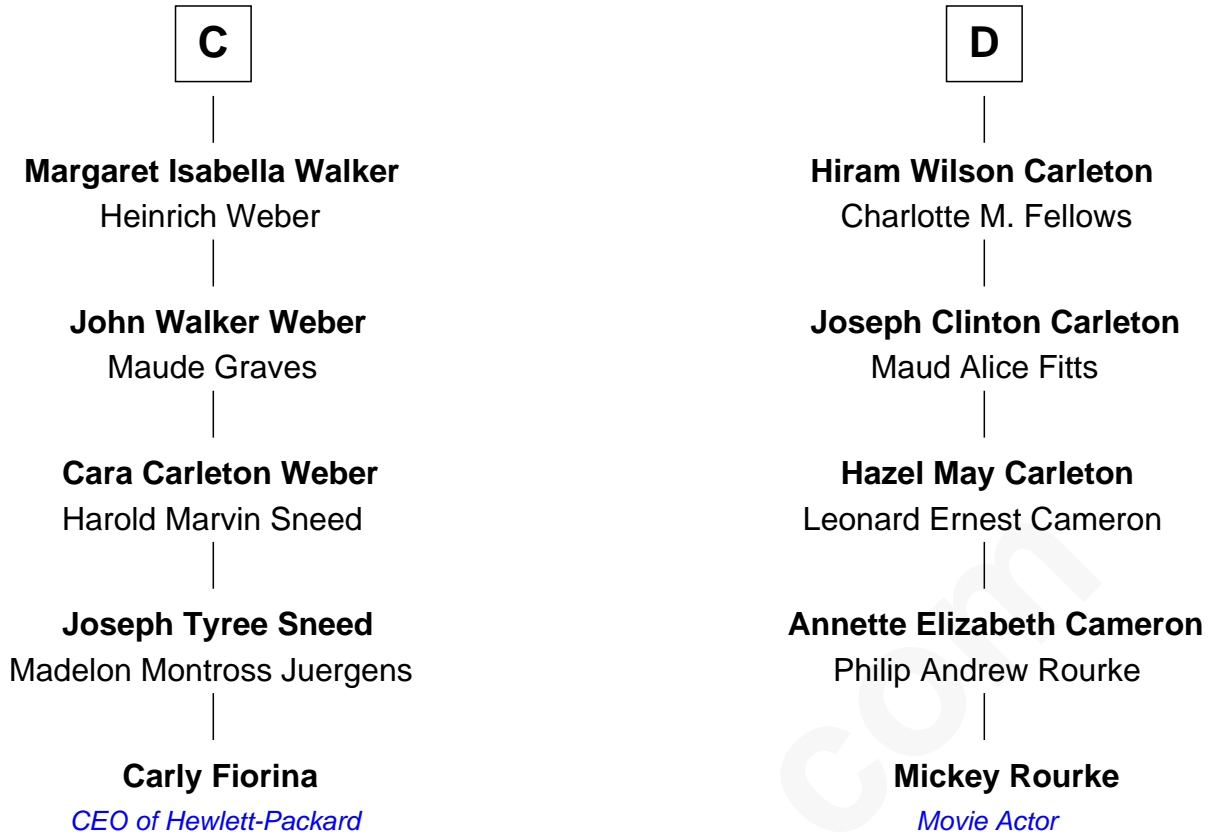 C
Margaret Isabella Walker
Heinrich Weber
John Walker Weber
Maude Graves
Cara Carleton Weber
Harold Marvin Sneed
Joseph Tyree Sneed
Madelon Montross Juergens
Carly Fiorina
CEO of Hewlett-Packard
D
Hiram Wilson Carleton
Charlotte M. Fellows
Joseph Clinton Carleton
Maud Alice Fitts
Hazel May Carleton
Leonard Ernest Cameron
Annette Elizabeth Cameron
Philip Andrew Rourke
Mickey Rourke
Movie Actor
com